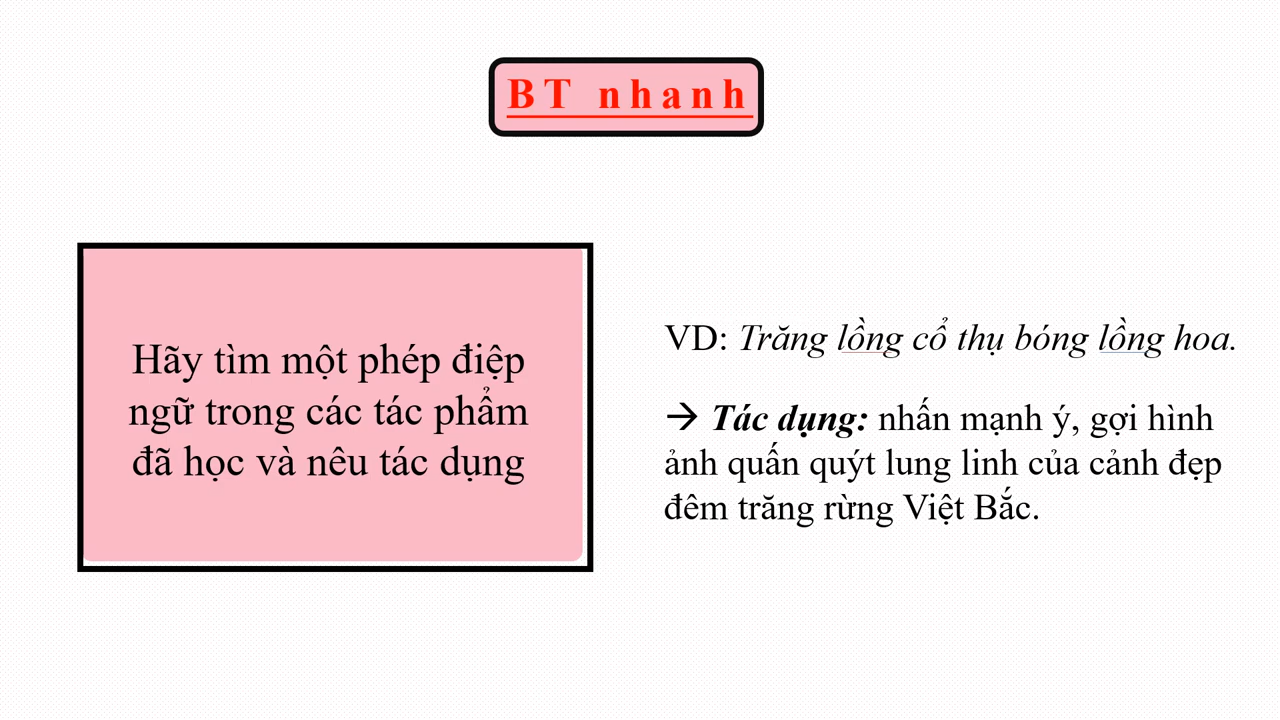 BT nhanh
Hãy tìm một phép điệp
ngữ trong các tác phẩm
đã học và nêu tác dụng
VD: Trăng lồng cổ thụ bóng lồng hoa.
→ Tác dụng: nhấn mạnh ý, gợi hình
ảnh quấn quýt lung linh của cảnh đẹp
đêm trăng rừng Việt Bắc.